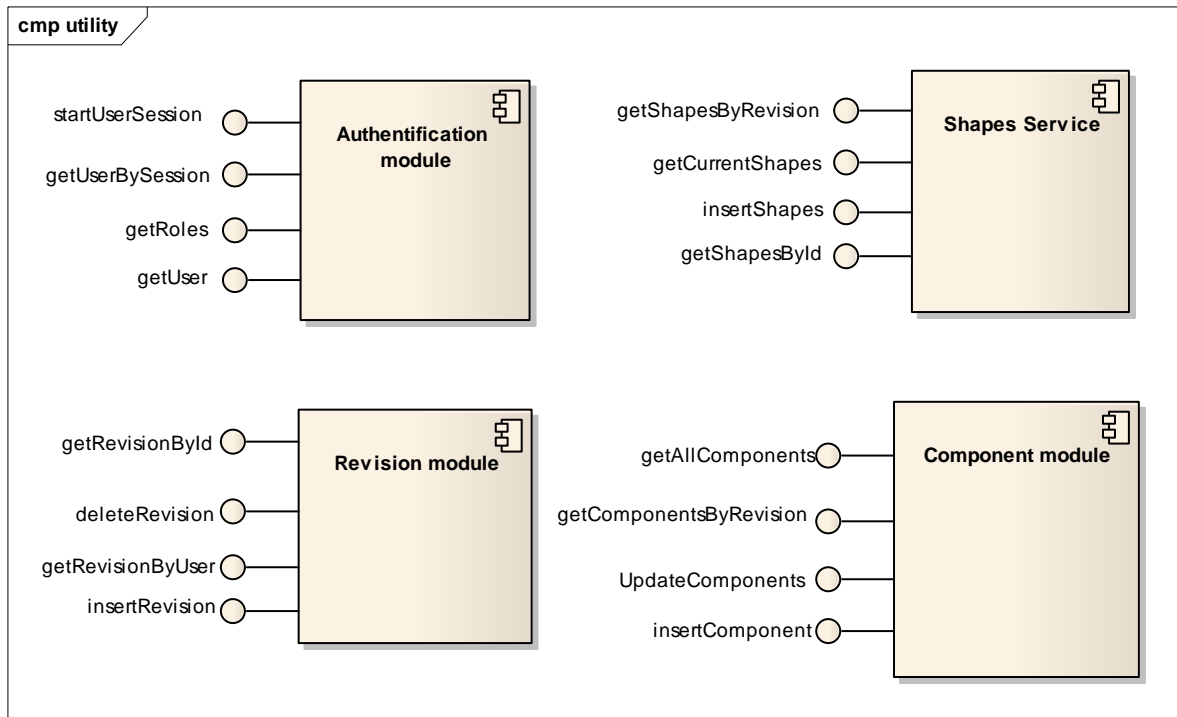 cmp utility
startUserSession
getUserBySession
getRoles
getUser
Authentification
module
getShapesByRevision
getCurrentShapes
insertShapes
getShapesById
Shapes Service
getRevisionById
deleteRevision
getRevisionByUser
insertRevision
Revision module
getAllComponents
getComponentsByRevision
UpdateComponents
insertComponent
Component module